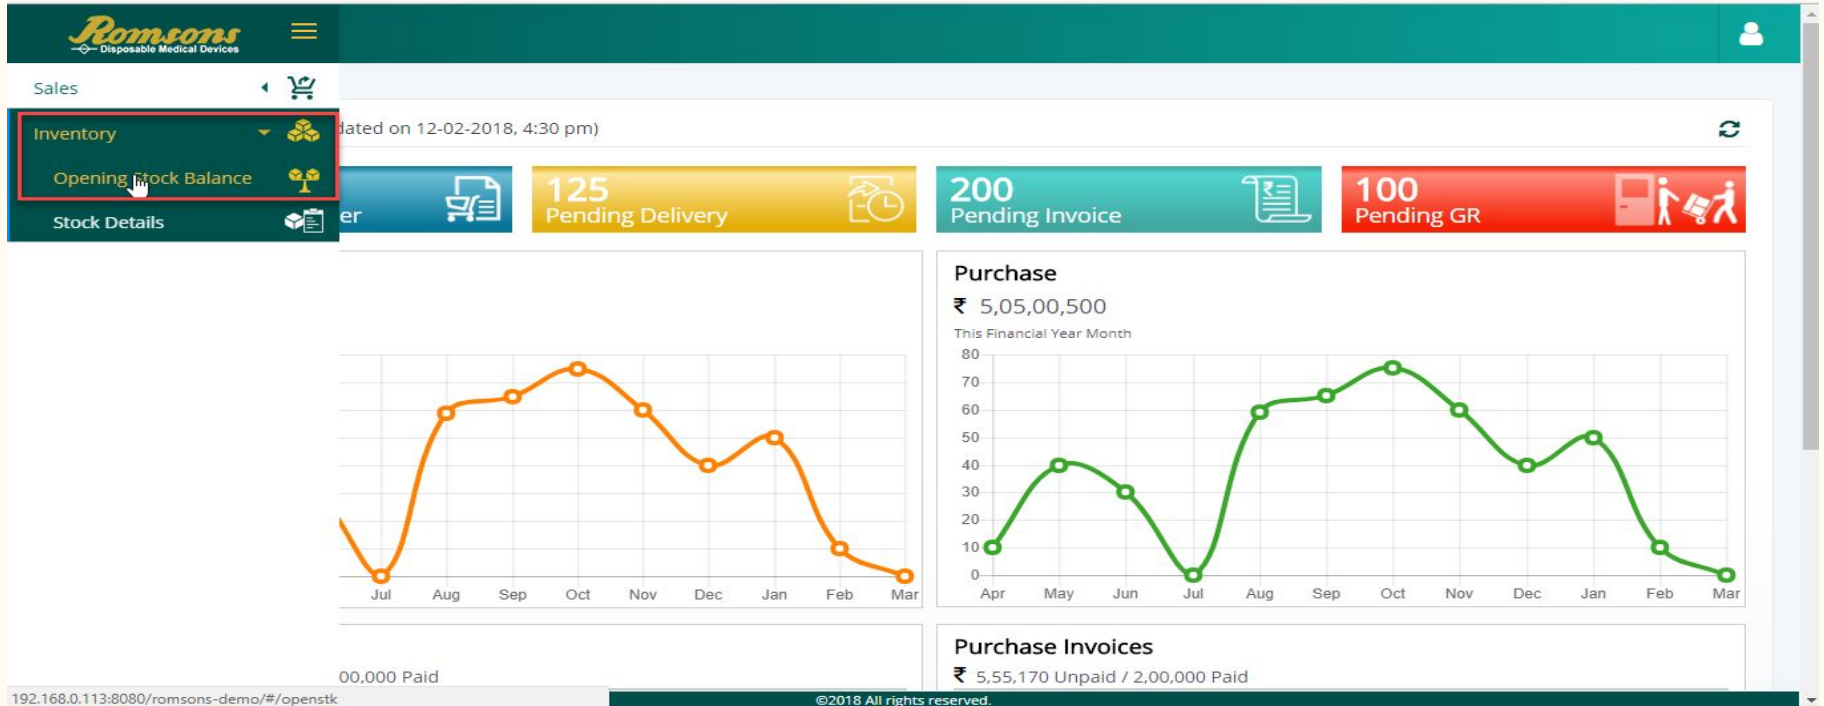 Romsons
Disposable Medical Devices
Sales
Inventory
Opening Stock Balance
Stock Details
dated on 12-02-2018, 4:30 pm)
er
125
Pending Delivery
200
Pending Invoice
100
Pending GR
Jul Aug Sep Oct Nov Dec Jan Feb Mar
Purchase
₹ 5,05,00,500
This Financial Year Month
80
70
60
50
40
30
20
10
0
Apr May Jun Jul Aug Sep Oct Nov Dec Jan Feb Mar
00,000 Paid
Purchase Invoices
₹ 5,55,170 Unpaid / 2,00,000 Paid
192.168.0.113:8080/romsons-demo/#/openstk
©2018 All rights reserved.